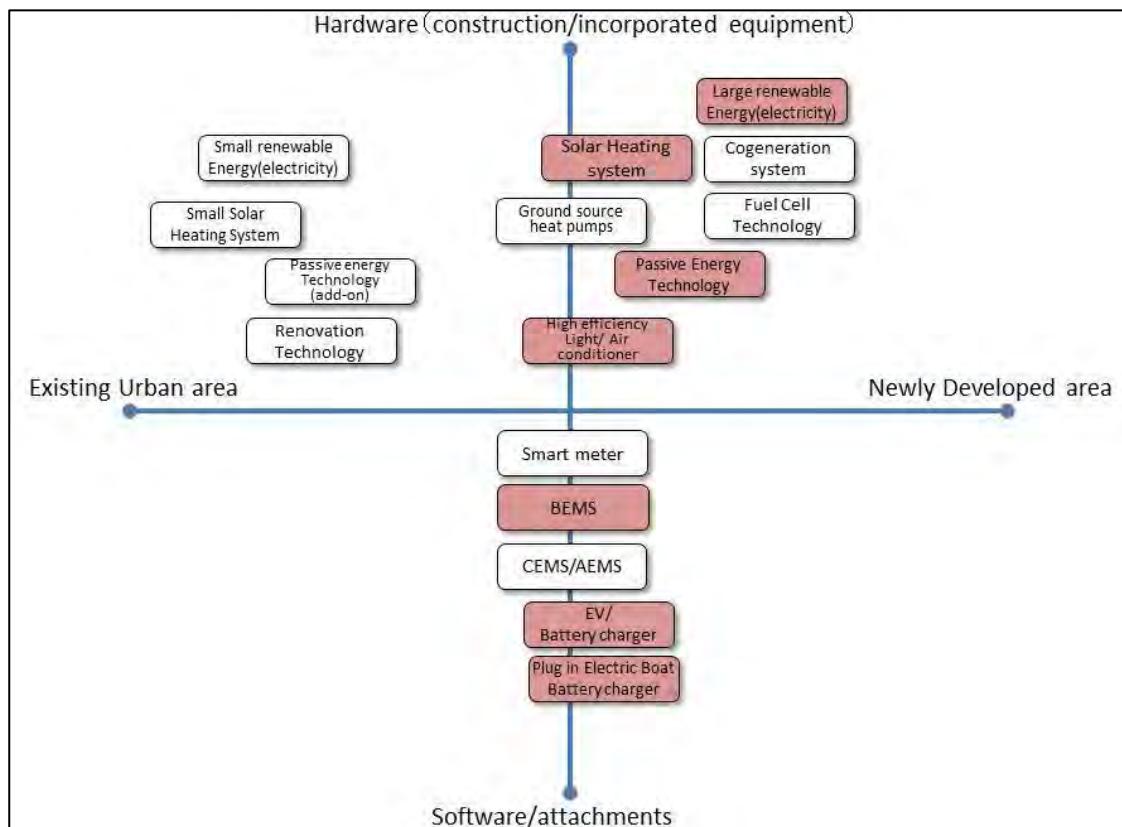 Hardware（construction/incorporated equipment）
Large renewable
Energy(electricity)
Small renewable
Energy(electricity)
Solar Heating
system
Cogeneration
system
Small Solar
Heating System
Ground source
heat pumps
Fuel Cell
Technology
Passive energy
Technology
(add-on)
Passive Energy
Technology
Renovation
Technology
High efficiency
Light/ Air
conditioner
Existing Urban area
Newly Developed area
Smart meter
BEMS
CEMS/AEMS
EV/
Battery charger
Plug in Electric Boat
Battery charger
Software/attachments